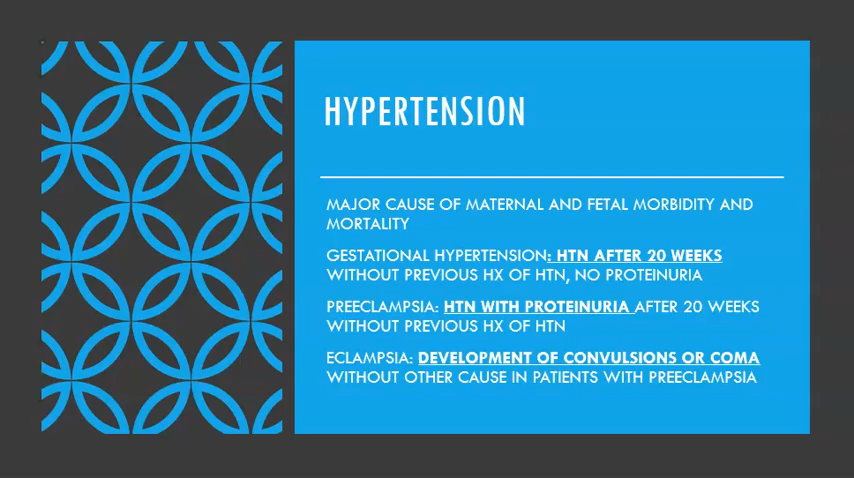 HYPERTENSION
MAJOR CAUSE OF MATERNAL AND FETAL MORBIDITY AND
MORTALITY
GESTATIONAL HYPERTENSION: HTN AFTER 20 WEEKS
WITHOUT PREVIOUS HX OF HTN, NO PROTEINURIA
PREECLAMPSIA: HTN WITH PROTEINURIA AFTER 20 WEEKS
WITHOUT PREVIOUS HX OF HTN
ECLAMPSIA: DEVELOPMENT OF CONVULSIONS OR COMA
WITHOUT OTHER CAUSE IN PATIENTS WITH PREECLAMPSIA